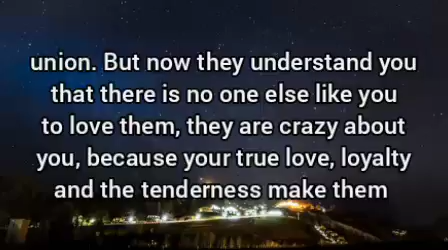 union. But now they understand you
that there is no one else like you
to love them, they are crazy about
you, because your true love, loyalty
and the tenderness make them